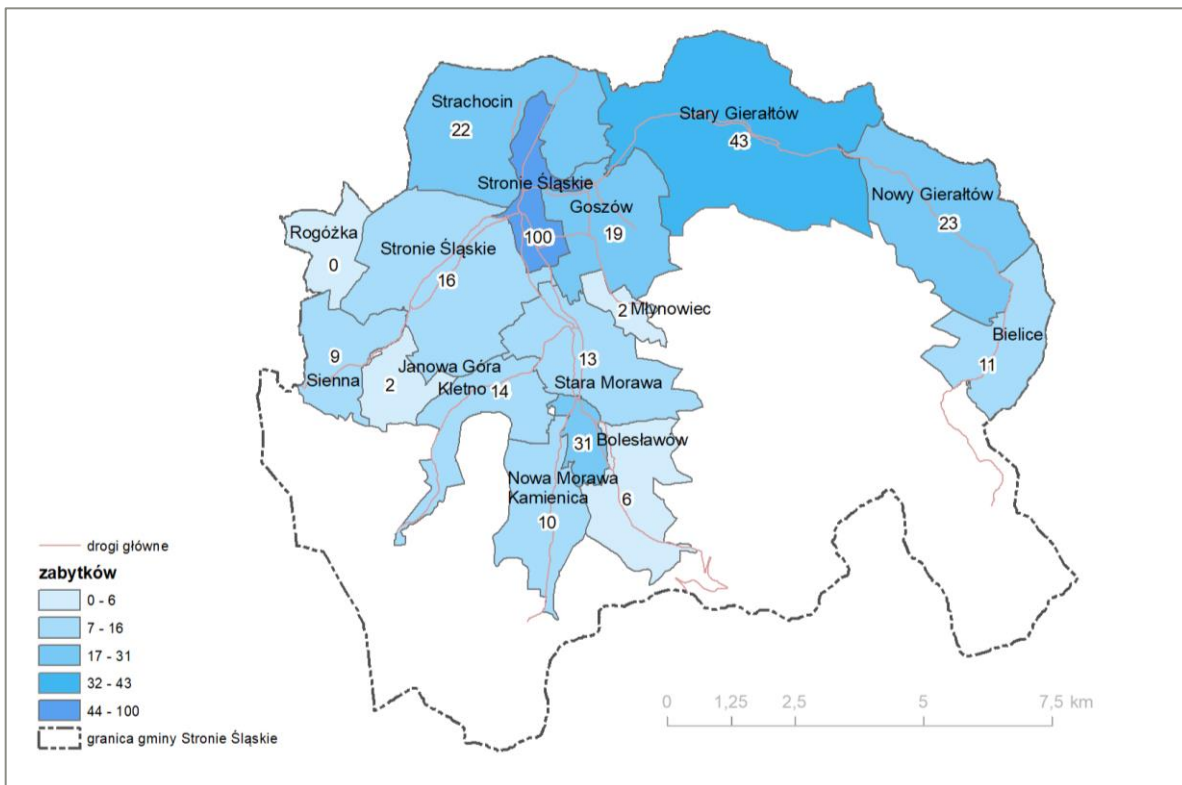 Strachocin
22
Stary Gierałtów
43
Stronie Śląskie
Nowy Gierałtów
23
Goszów
19
Rogóżka
0
Stronie Śląskie
16
100
2
Młynowiec
Bielice
11
9
Sienna
2
Janowa Góra
Kletno
14
13
Stara Morawa
31
Bolesławów
Nowa Morawa
Kamienica
10
6
drogi główne
zabytków
0 - 6
7 - 16
17 - 31
32 - 43
44 - 100
granica gminy Stronie Śląskie
0 1,25 2,5 5 7,5 km